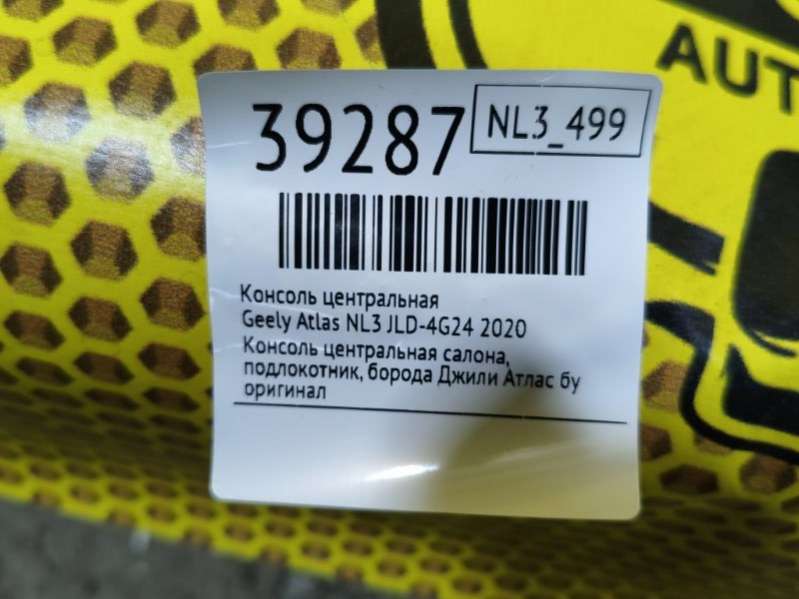 AUT
39287
NL3_499
Консоль центральная
Geely Atlas NL3 JLD-4G24 2020
Консоль центральная салона,
подлокотник, борода Джили Атлас бу
оригинал